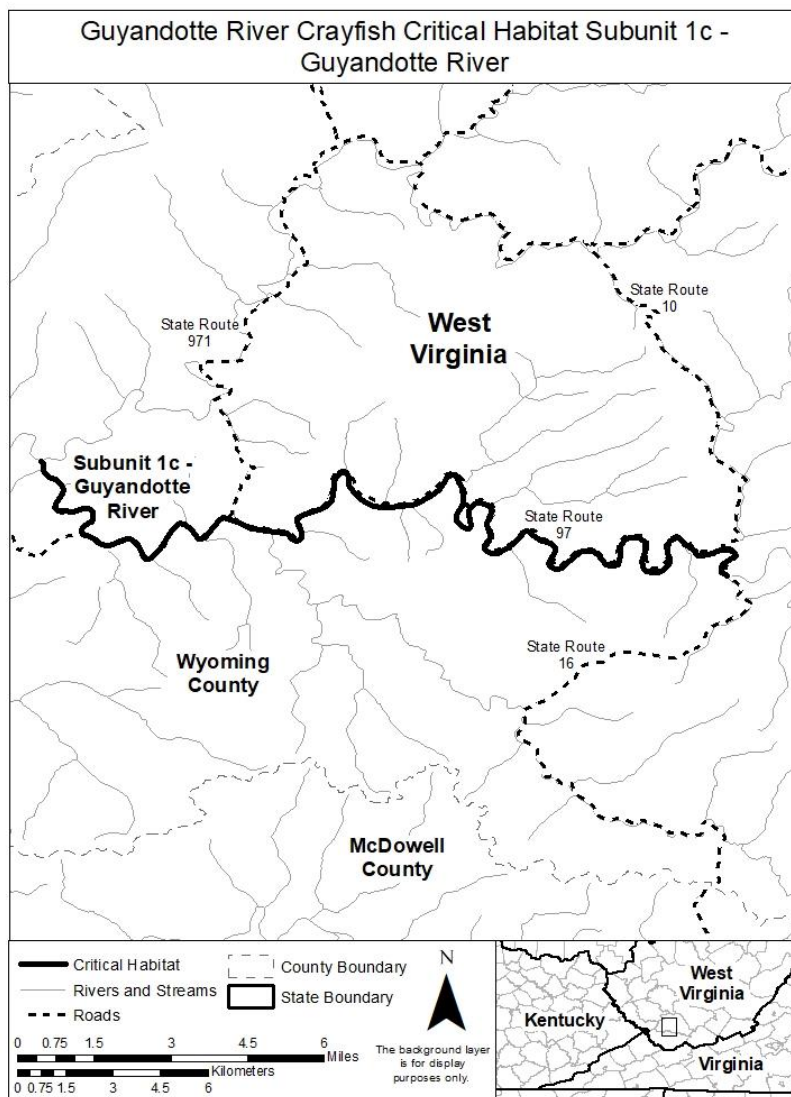 Guyandotte River Crayfish Critical Habitat Subunit 1c -
Guyandotte River
State Route
10
State Route
971
West
Virginia
Subunit 1c -
Guyandotte
River
State Route
97
State Route
16
Wyoming
County
McDowell
County
Critical Habitat
Rivers and Streams
Roads
County Boundary
State Boundary
0 0.75 1.5 3 4.5 6
Miles
Kilometers
0 0.75 1.5 3 4.5 6
N
The background layer
is for display
purposes only.
West
Virginia
Kentucky
Virginia